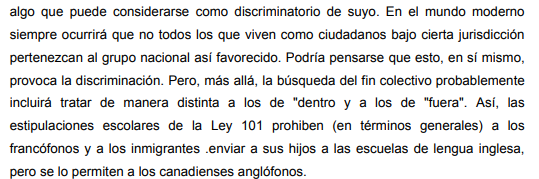 algo que puede considerarse como discriminatorio de suyo. En el mundo moderno
siempre ocurrirá que no todos los que viven como ciudadanos bajo cierta jurisdicción
pertenezcan al grupo nacional así favorecido. Podría pensarse que esto, en sí mismo,
provoca la discriminación. Pero, más allá, la búsqueda del fin colectivo probablemente
incluirá tratar de manera distinta a los de "dentro y a los de "fuera". Así, las
estipulaciones escolares de la Ley 101 prohiben (en términos generales) a los
francófonos y a los inmigrantes .enviar a sus hijos a las escuelas de lengua inglesa,
pero se lo permiten a los canadienses anglófonos.